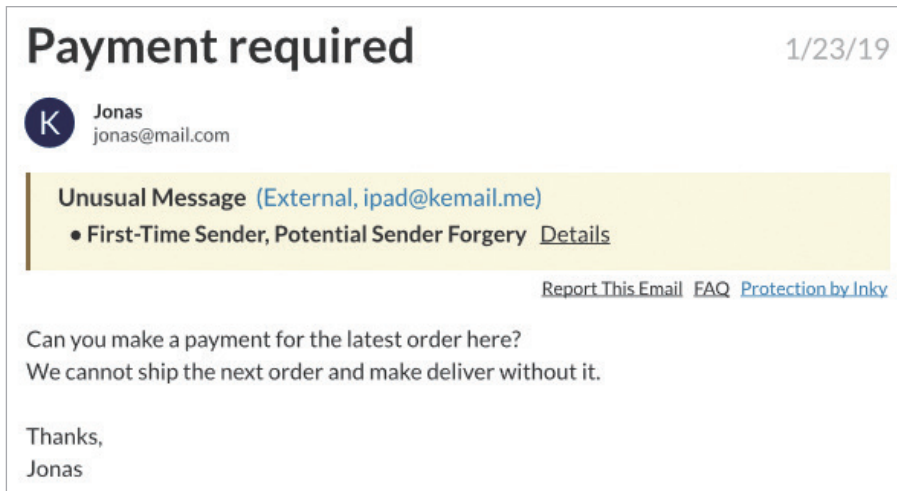 Payment required
1/23/19
K
Jonas
jonas@mail.com
Unusual Message (External, ipad@kemail.me)
• First-Time Sender, Potential Sender Forgery Details
Report This Email FAQ Protection by Inky
Can you make a payment for the latest order here?
We cannot ship the next order and make deliver without it.
Thanks,
Jonas